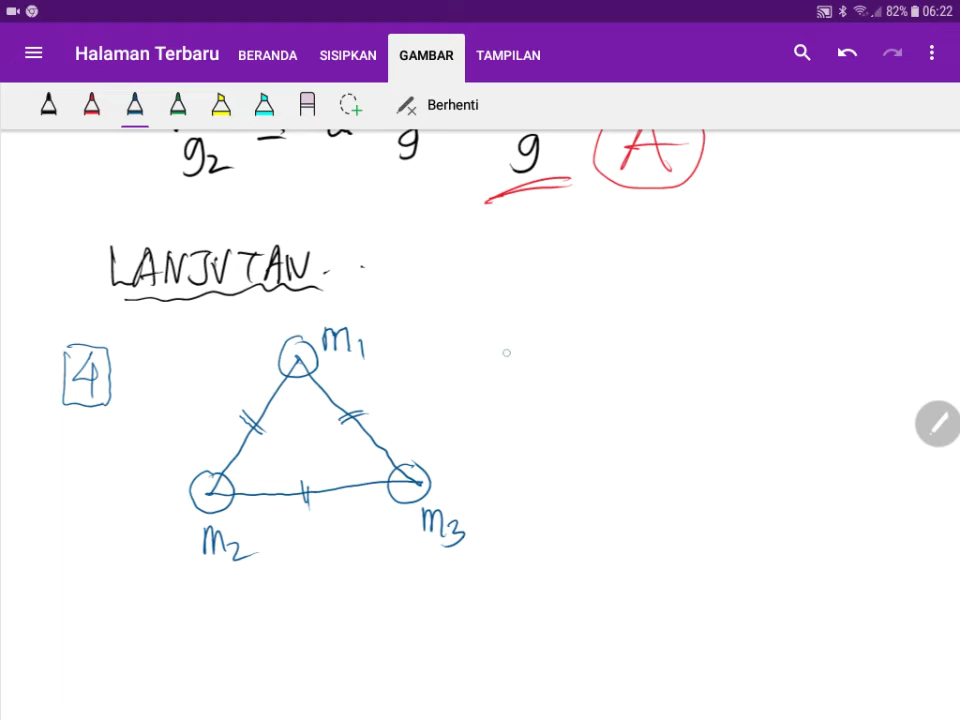 82% 06:22
Halaman Terbaru BERANDA SISIPKAN GAMBAR TAMPILAN
Berhenti
g2 = g g A
LANJUTAN . .
4
m1
m2
m3